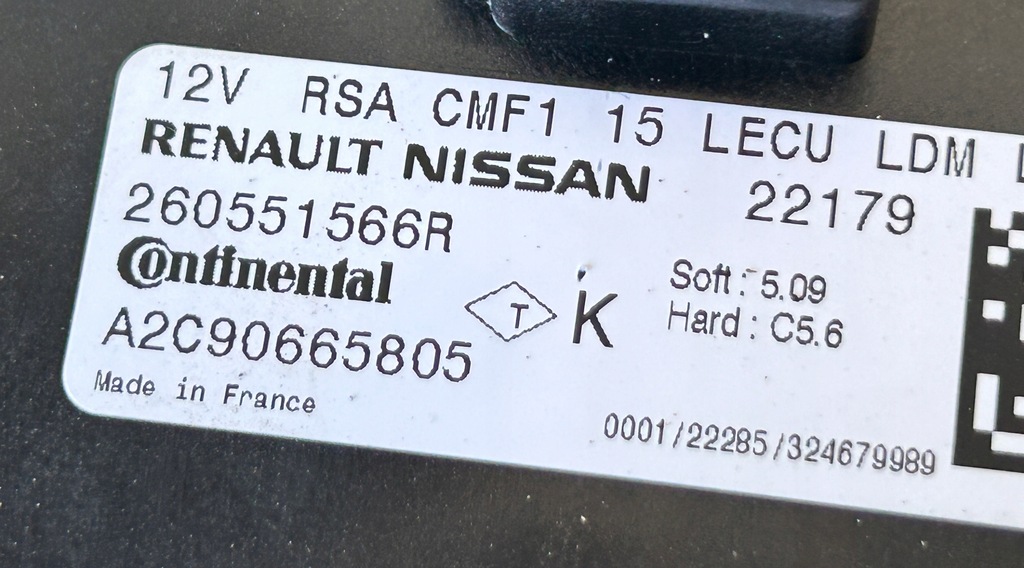 12V RSA CMF1 15 LECU LDM
RENAULT NISSAN 22179
260551566R
Continental
T K Soft: 5.09
Hard: C5.6
A2C90665805
Made in France
0001/22285/324679989